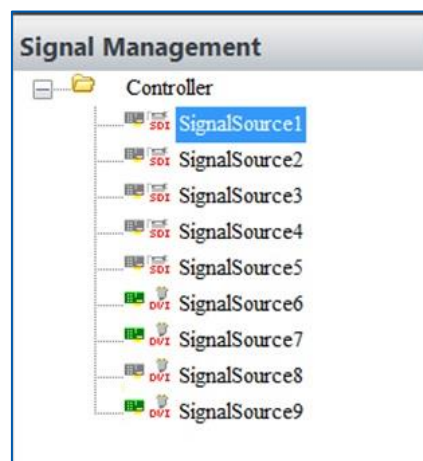 Signal Management
Controller
SDI SignalSource1
SDI SignalSource2
SDI SignalSource3
SDI SignalSource4
SDI SignalSource5
DVI SignalSource6
DVI SignalSource7
DVI SignalSource8
DVI SignalSource9